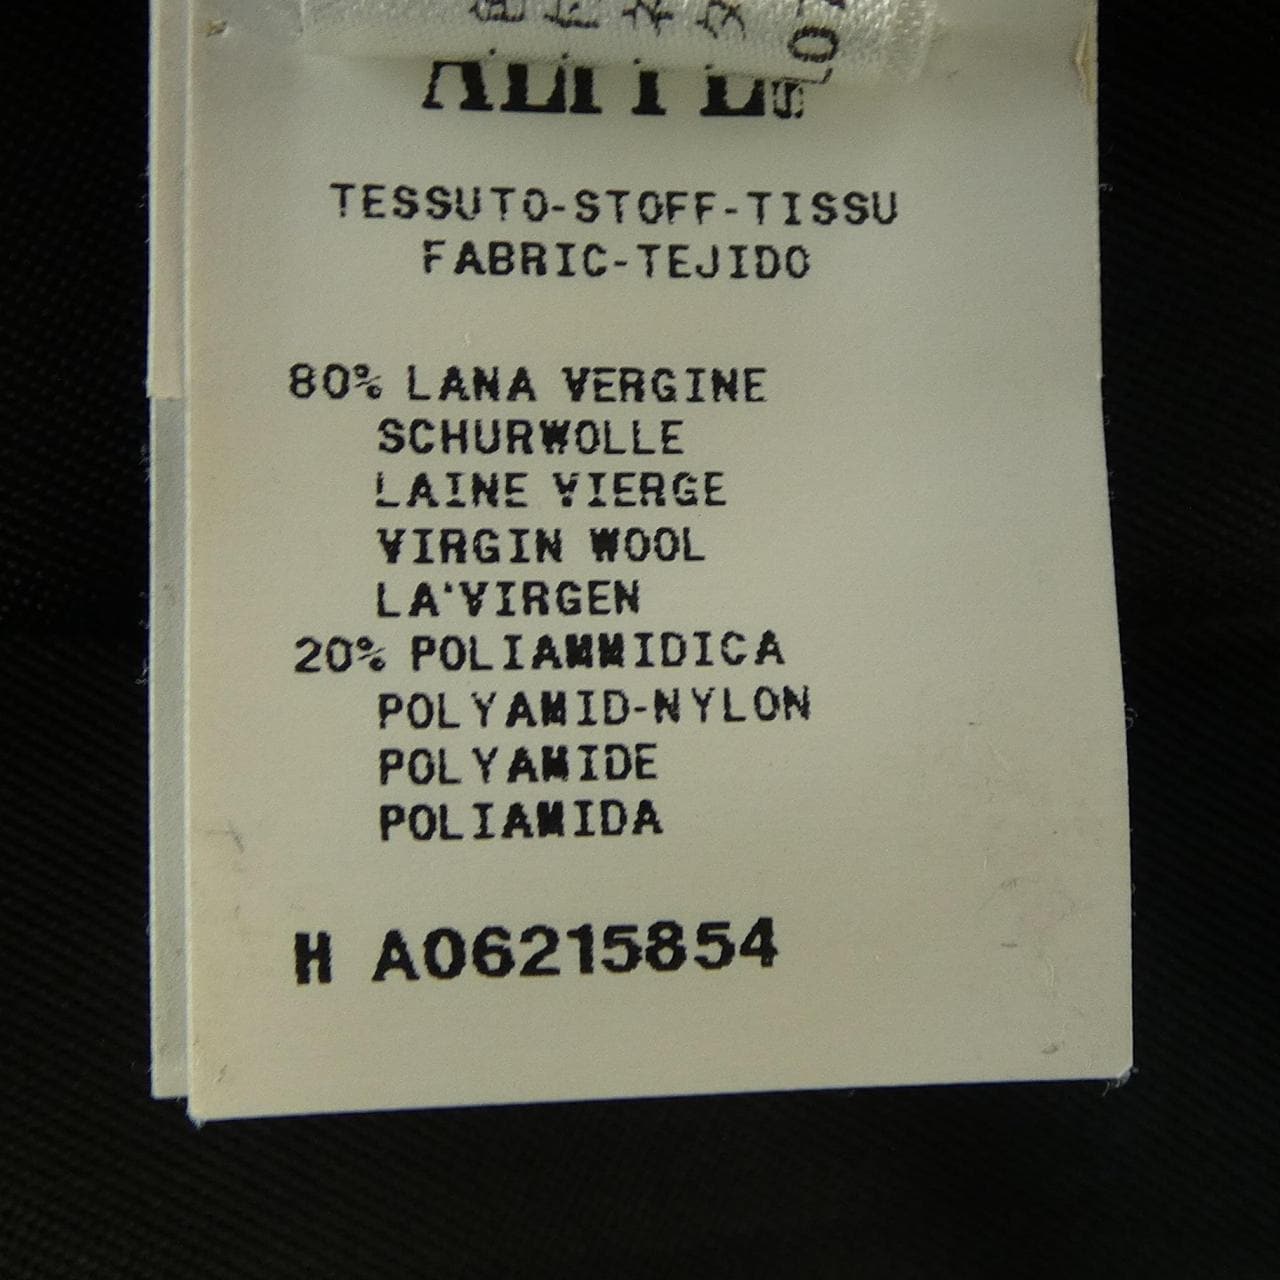 TESSUTO-STOFF-TISSU
FABRIC-TEJIDO
80% LANA VERGINE
SCHURWOLLE
LAINE VIERGE
VIRGIN WOOL
LA'VIRGEN
20% POLIAMMIDICA
POLYAMID-NYLON
POLYAMIDE
POLIAMIDA
H A06215854